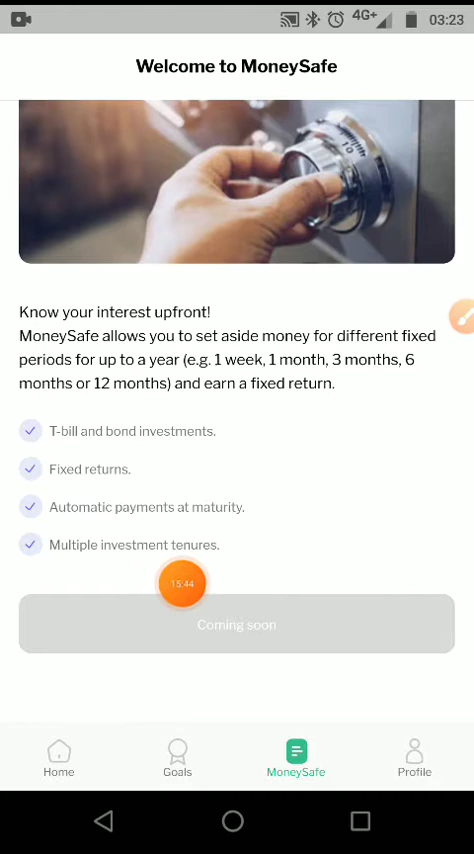 4G+ 03:23
Welcome to MoneySafe
10
Know your interest upfront!
MoneySafe allows you to set aside money for different fixed
periods for up to a year (e.g. 1 week, 1 month, 3 months, 6
months or 12 months) and earn a fixed return.
T-bill and bond investments.
Fixed returns.
Automatic payments at maturity.
Multiple investment tenures.
15:44
Coming soon
Home Goals MoneySafe Profile